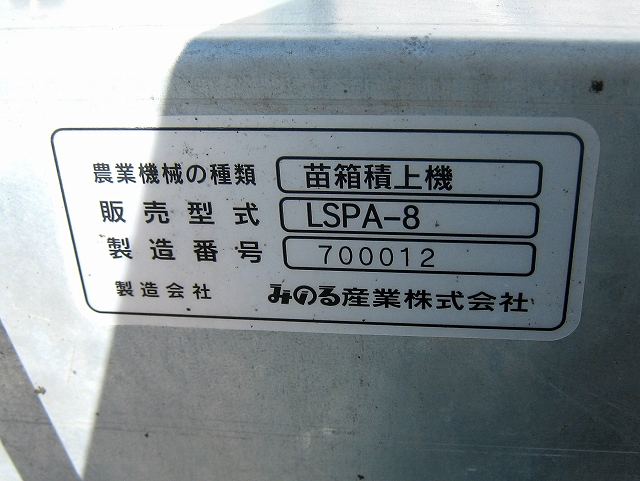 農業機械の種類 苗箱積上機
販売型式 LSPA-8
製造番号 700012
製造会社 みのる産業株式会社